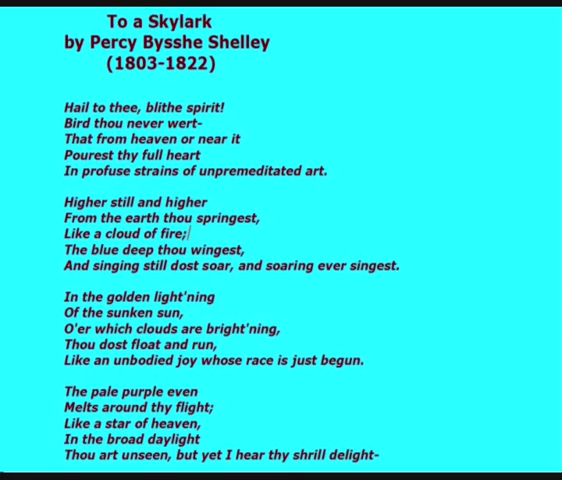 To a Skylark
by Percy Bysshe Shelley
(1803-1822)
Hail to thee, blithe spirit!
Bird thou never wert-
That from heaven or near it
Pourest thy full heart
In profuse strains of unpremeditated art.
Higher still and higher
From the earth thou springest,
Like a cloud of fire;
The blue deep thou wingest,
And singing still dost soar, and soaring ever singest.
In the golden light'ning
Of the sunken sun,
O'er which clouds are bright'ning,
Thou dost float and run,
Like an unbodied joy whose race is just begun.
The pale purple even
Melts around thy flight;
Like a star of heaven,
In the broad daylight
Thou art unseen, but yet I hear thy shrill delight-